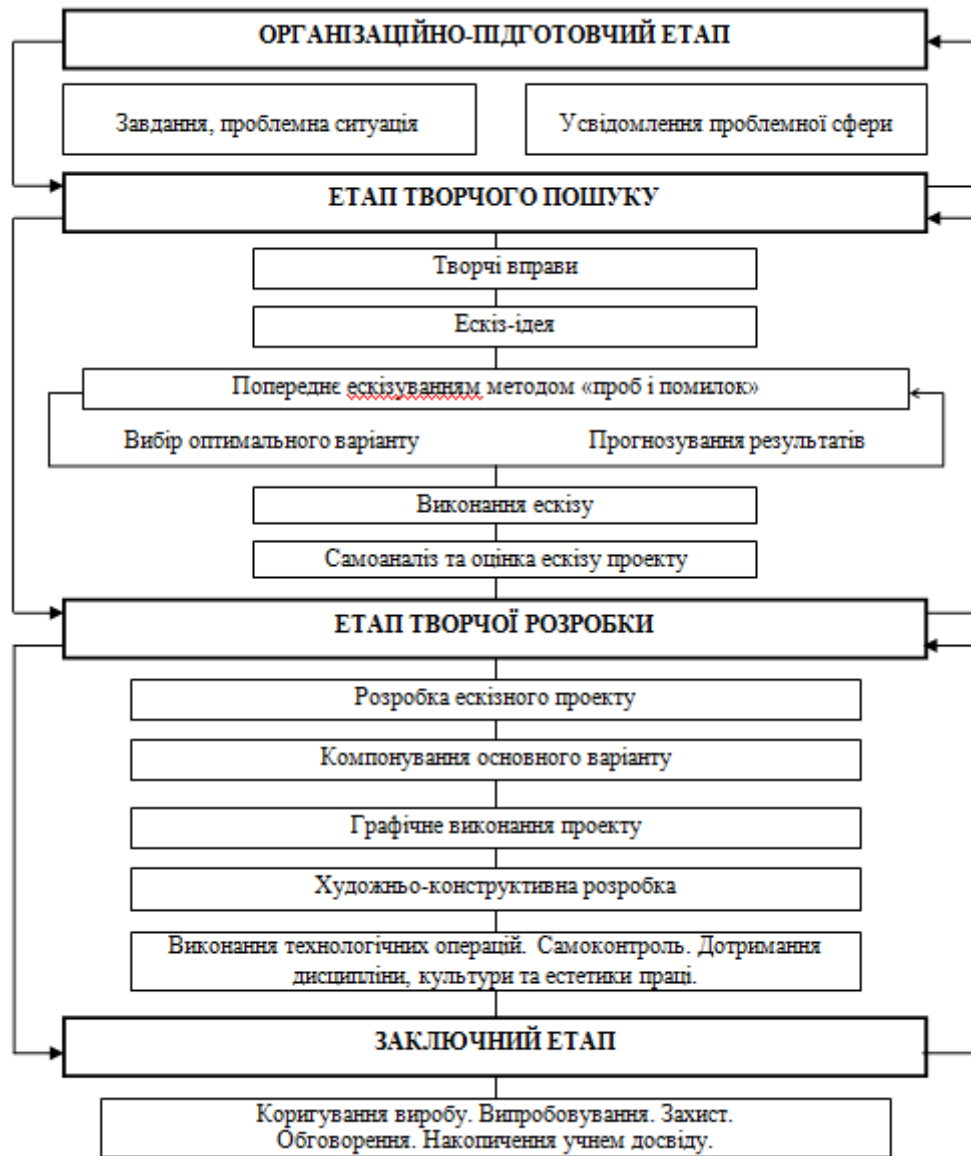 ОРГАНІЗАЦІЙНО-ПІДГОТОВЧИЙ ЕТАП
Завдання, проблемна ситуація
Усвідомлення проблемної сфери
ЕТАП ТВОРЧОГО ПОШУКУ
Творчі вправи
Ескіз-ідея
Попереднє ескізуванням методом «проб і помилок»
Вибір оптимального варіанту
Прогнозування результатів
Виконання ескізу
Самоаналіз та оцінка ескізу проекту
ЕТАП ТВОРЧОЇ РОЗРОБКИ
Розробка ескізного проекту
Компонування основного варіанту
Графічне виконання проекту
Художньо-конструктивна розробка
Виконання технологічних операцій. Самоконтроль. Дотримання
дисципліни, культури та естетики праці.
ЗАКЛЮЧНИЙ ЕТАП
Коригування виробу. Випробовування. Захист.
Обговорення. Накопичення учнем досвіду.